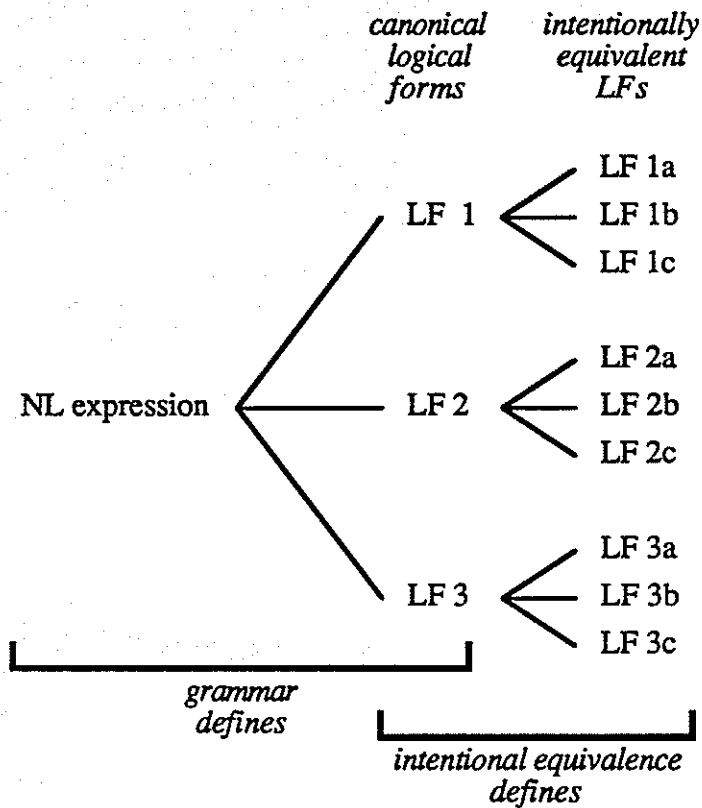 canonical
logical
forms
intentionally
equivalent
LFs
LF 1
LF 1a
LF 1b
LF 1c
NL expression
LF 2
LF 2a
LF 2b
LF 2c
LF 3
LF 3a
LF 3b
LF 3c
grammar
defines
intentional equivalence
defines